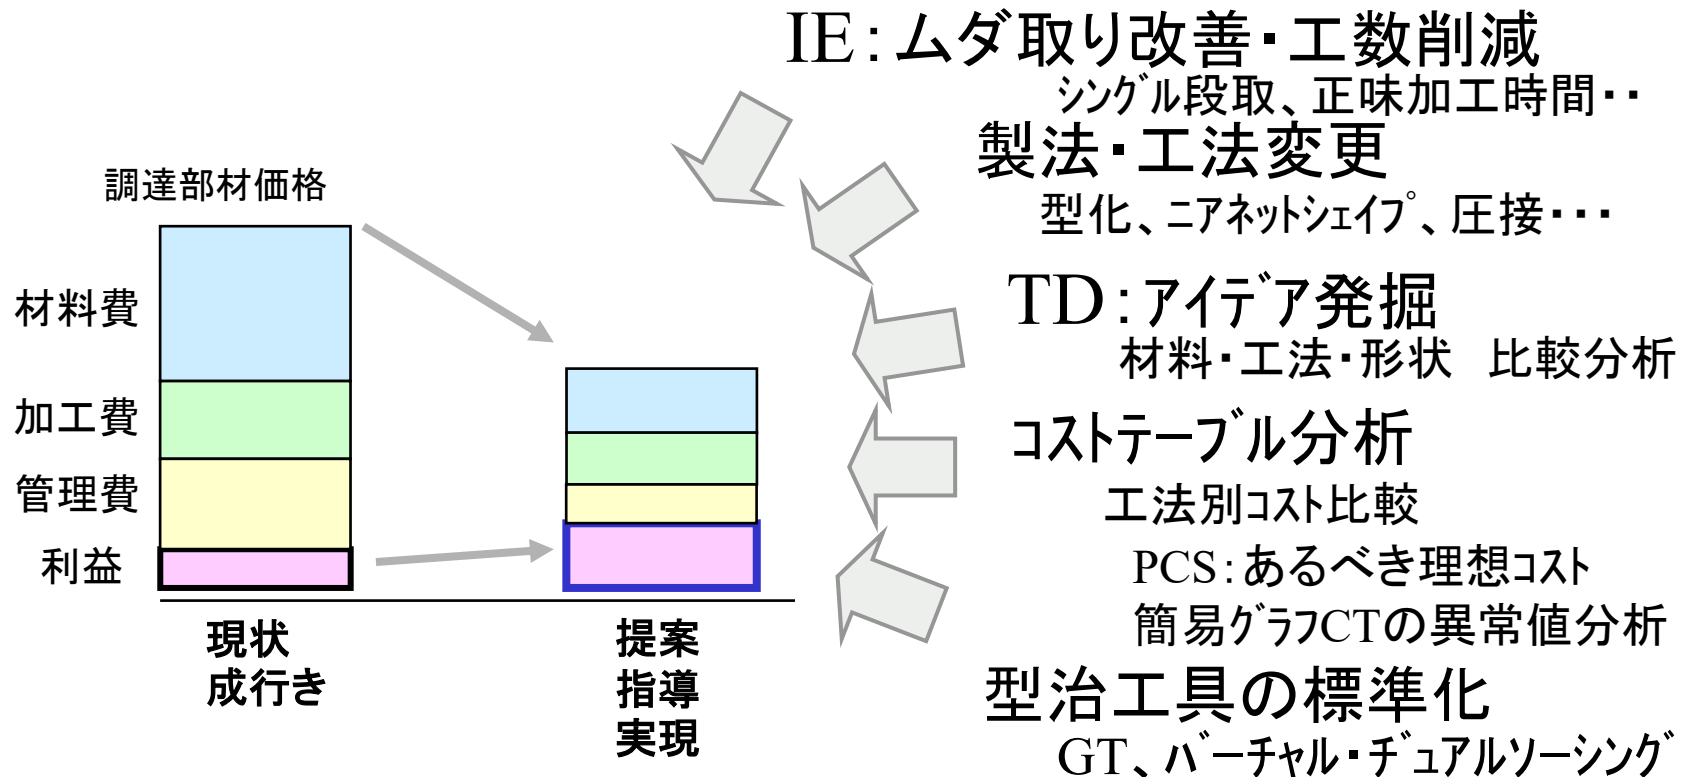 調達部材価格
材料費
加工費
管理費
利益
現状
成行き
提案
指導
実現
IE：ムダ取り改善・工数削減
ｼﾝｸﾞﾙ段取、正味加工時間・・
製法・工法変更
型化、ﾆｱﾈｯﾄｼｪｲﾌﾟ、圧接・・・
TD：ｱｲﾃﾞｱ発掘
材料・工法・形状　比較分析
ｺｽﾄﾃｰﾌﾞﾙ分析
工法別ｺｽﾄ比較
PCS：あるべき理想ｺｽﾄ
簡易ｸﾞﾗﾌCTの異常値分析
型治工具の標準化
GT、ﾊﾞｰﾁｬﾙ・ﾁﾞｭｱﾙｿｰｼﾝｸﾞ